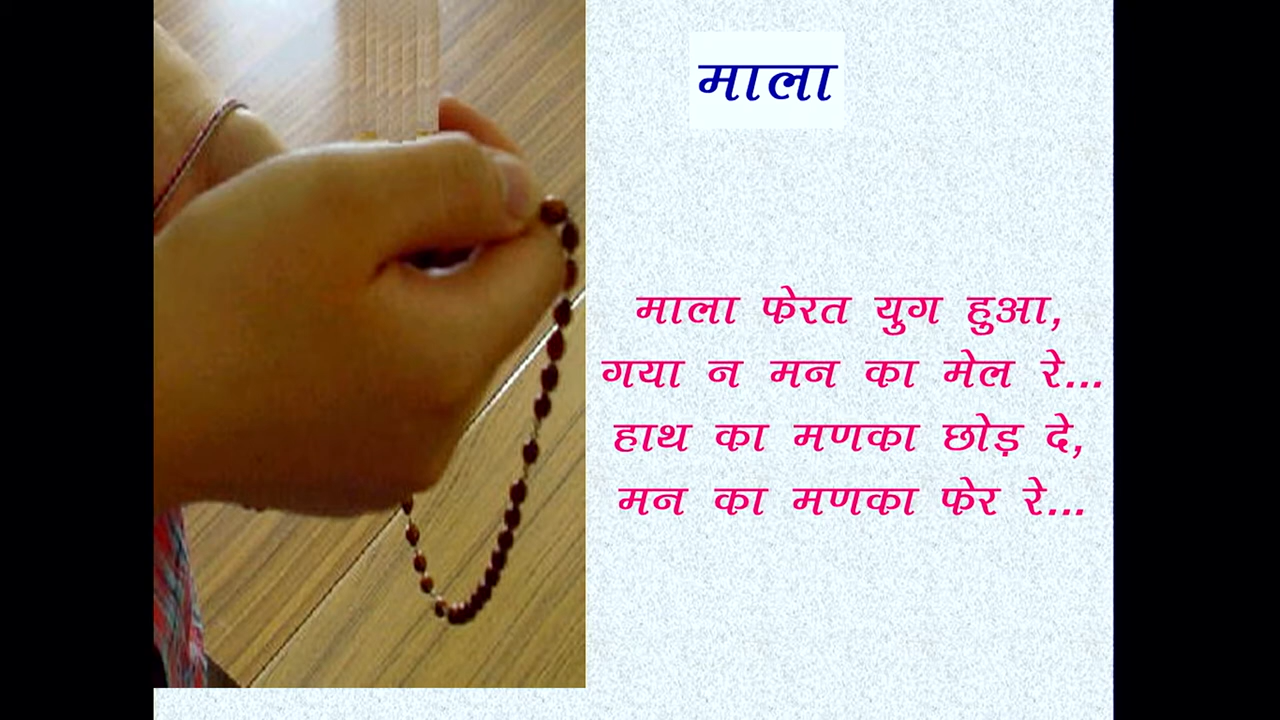 माला
माला फेरत युग हुआ,
गया न मन का मेल रे...
हाथ का मणका छोड़ दे,
मन का मणका फेर रे...